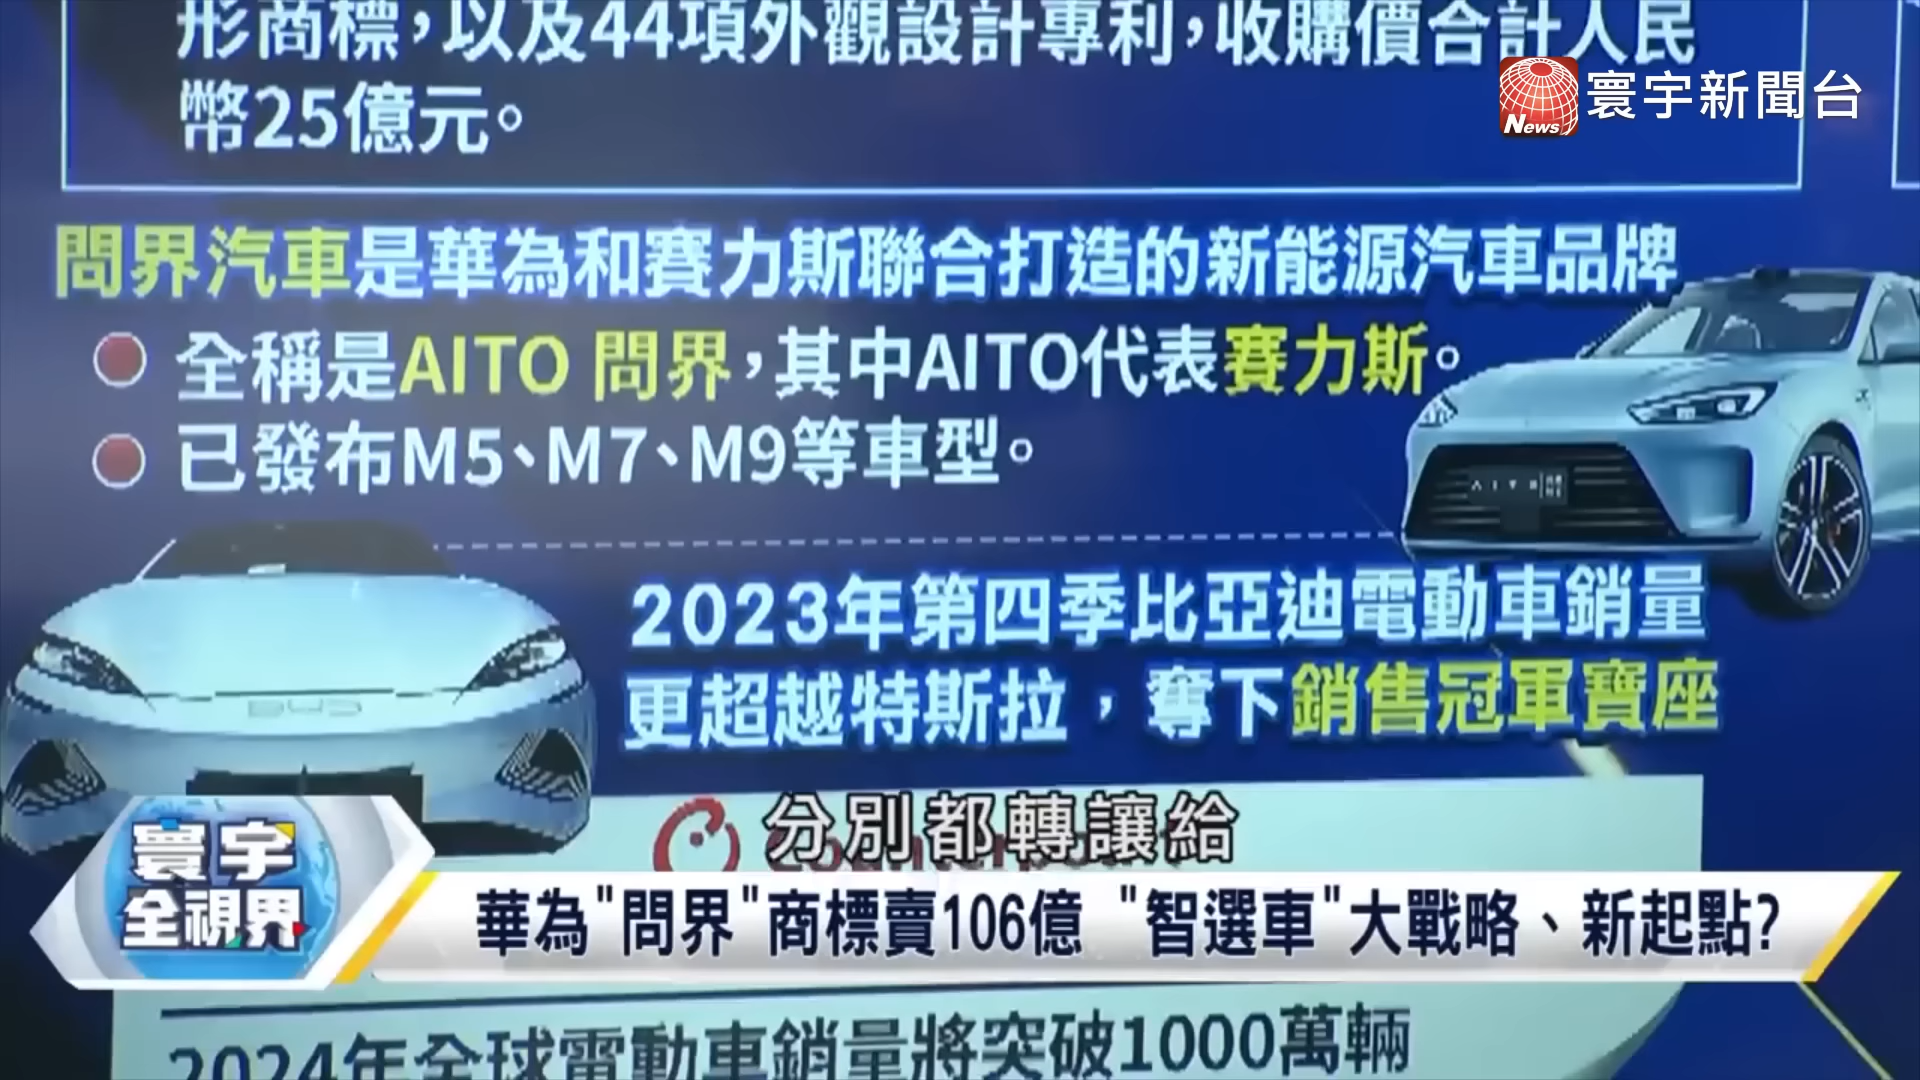 形商標，以及44項外觀設計專利，收購價合計人民
幣25億元。
News 寰宇新聞台
問界汽車是華為和賽力斯聯合打造的新能源汽車品牌
全稱是AITO 問界，其中AITO代表賽力斯。
已發布M5、M7、M9等車型。
AITO
2023年第四季比亞迪電動車銷量
更超越特斯拉，奪下銷售冠軍寶座
BYD
分別都轉讓給
寰宇
全視界
華為"問界"商標賣106億 "智選車"大戰略、新起點?
2024年全球電動車銷量將突破1000萬輛